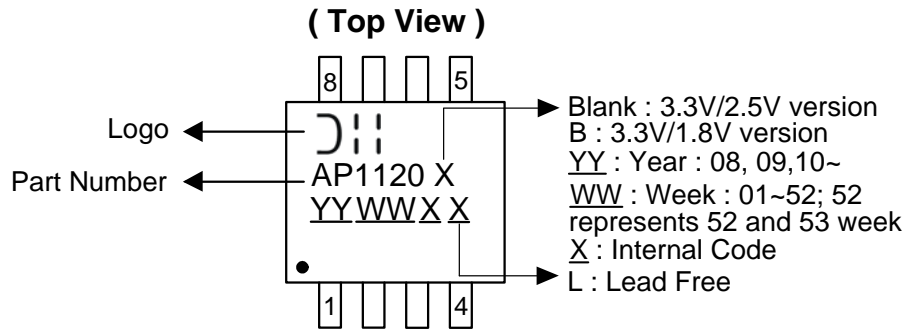 ( Top View )
8 5
Logo
AP1120 X
Part Number
YY WW X X
1 4
Blank : 3.3V/2.5V version
B : 3.3V/1.8V version
YY : Year : 08, 09,10~
WW : Week : 01~52; 52
represents 52 and 53 week
X : Internal Code
L : Lead Free